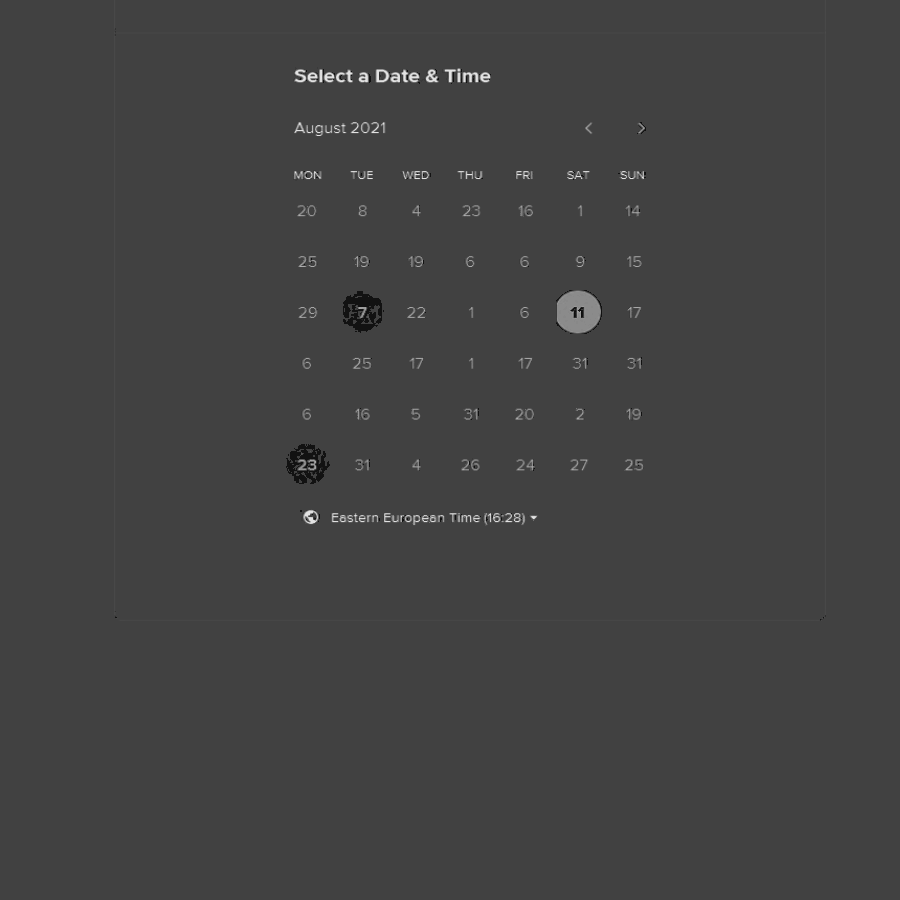 Select a Date & Time
August 2021
MON TUE WED THU FRI SAT SUN
20 8 4 23 16 1 14
25 19 19 6 6 9 15
29 7 22 1 6 11 17
6 25 17 1 17 31 31
6 16 5 31 20 2 19
23 31 4 26 24 27 25
Eastern European Time (16:28)